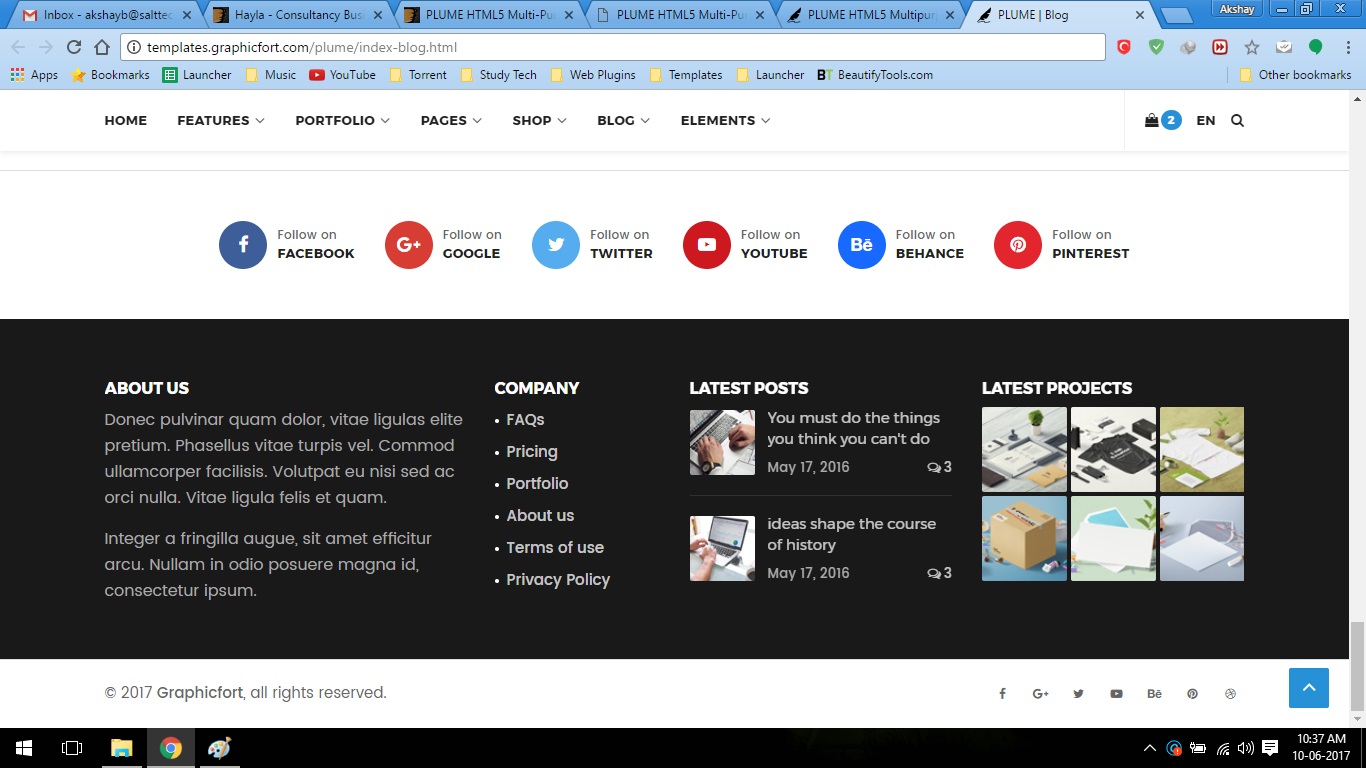 Inbox - akshayb@salttec
Hayla - Consultancy Busi
PLUME HTML5 Multi-Pu
PLUME HTML5 Multi-Pu
PLUME HTML5 Multipur
PLUME | Blog
Akshay
templates.graphicfort.com/plume/index-blog.html
Apps
Bookmarks
Launcher
Music
YouTube
Torrent
Study Tech
Web Plugins
Templates
Launcher
BT BeautifyTools.com
Other bookmarks
HOME
FEATURES
PORTFOLIO
PAGES
SHOP
BLOG
ELEMENTS
2
EN
Follow on
FACEBOOK
G+
Follow on
GOOGLE
Follow on
TWITTER
Follow on
YOUTUBE
Bē
Follow on
BEHANCE
Follow on
PINTEREST
ABOUT US
Donec pulvinar quam dolor, vitae ligulas elite
pretium. Phasellus vitae turpis vel. Commod
ullamcorper facilisis. Volutpat eu nisi sed ac
orci nulla. Vitae ligula felis et quam.
Integer a fringilla augue, sit amet efficitur
arcu. Nullam in odio posuere magna id,
consectetur ipsum.
COMPANY
• FAQs
• Pricing
• Portfolio
• About us
• Terms of use
• Privacy Policy
LATEST POSTS
You must do the things
you think you can't do
May 17, 2016
3
ideas shape the course
of history
May 17, 2016
3
LATEST PROJECTS
© 2017 Graphicfort, all rights reserved.
G+
Bē
10:37 AM
10-06-2017